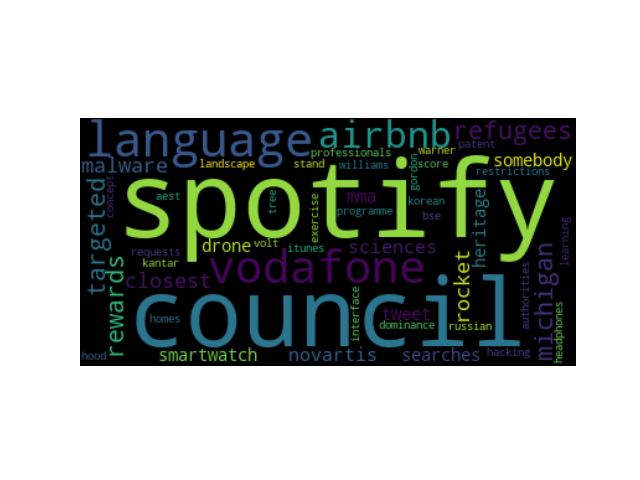 language
airbnb
refugees
professionals
warner
patent
malware
landscape
stand
williams
score
somebody
restrictions
gordon
targeted
concept
spotify
aest
tree
exercise
mma
programme
korean
bse
heritage
drone
volt
itunes
sciences
requests
kantar
vodafone
closest
rocket
learning
michigan
authorities
rewards
council
homes
interface
tweet
dominance
russian
headphones
hood
smartwatch
novartis
searches
hacking